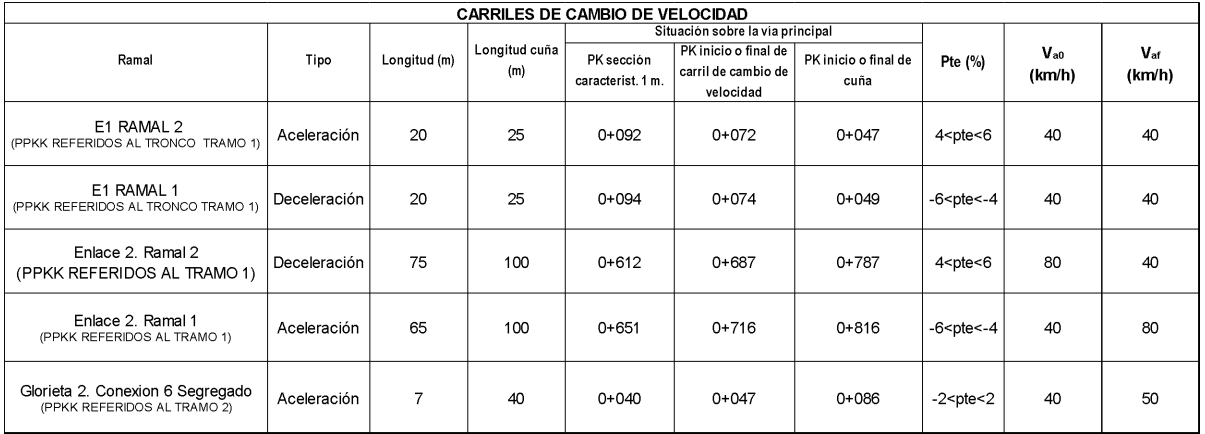 CARRILES DE CAMBIO DE VELOCIDAD
Ramal
Tipo
Longitud (m)
Longitud cuña
(m)
Situación sobre la via principal
PK sección
caracterist. 1 m.
PK inicio o final de
carril de cambio de
velocidad
PK inicio o final de
cuña
Pte (%)
Va0
(km/h)
Vaf
(km/h)
E1 RAMAL 2
(PPKK REFERIDOS AL TRONCO TRAMO 1)
Aceleración
20
25
0+092
0+072
0+047
4<pte<6
40
40
E1 RAMAL 1
(PPKK REFERIDOS AL TRONCO TRAMO 1)
Deceleración
20
25
0+094
0+074
0+049
-6<pte<-4
40
40
Enlace 2. Ramal 2
(PPKK REFERIDOS AL TRAMO 1)
Deceleración
75
100
0+612
0+687
0+787
4<pte<6
80
40
Enlace 2. Ramal 1
(PPKK REFERIDOS AL TRAMO 1)
Aceleración
65
100
0+651
0+716
0+816
-6<pte<-4
40
80
Glorieta 2. Conexion 6 Segregado
(PPKK REFERIDOS AL TRAMO 2)
Aceleración
7
40
0+040
0+047
0+086
-2<pte<2
40
50